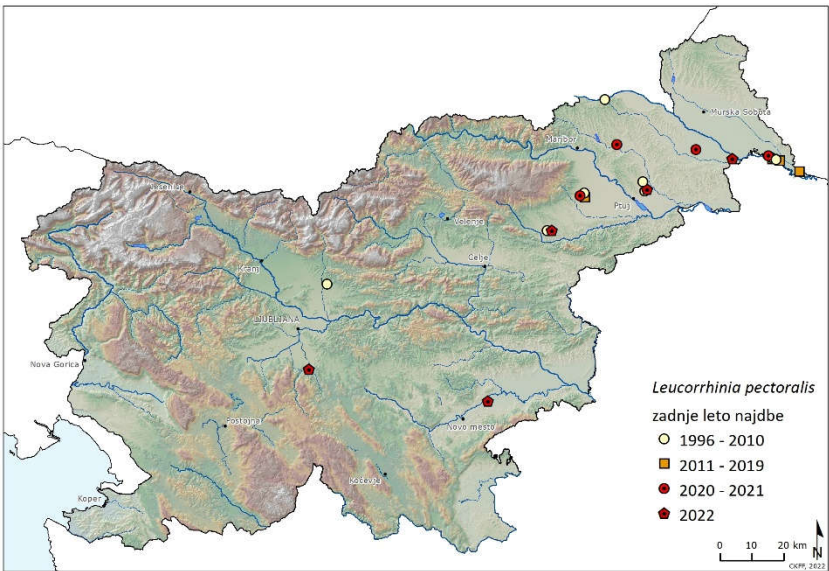 Murska Sobota
Maribor
Jesenice
Ptuj
Velenje
Celje
Kranj
LJUBLJANA
Nova Gorica
Postojna
Novo mesto
Kočevje
Koper
Leucorrhinia pectoralis
zadnje leto najdbe
1996 - 2010
2011 - 2019
2020 - 2021
2022
0 10 20 km
N
CKFF, 2022